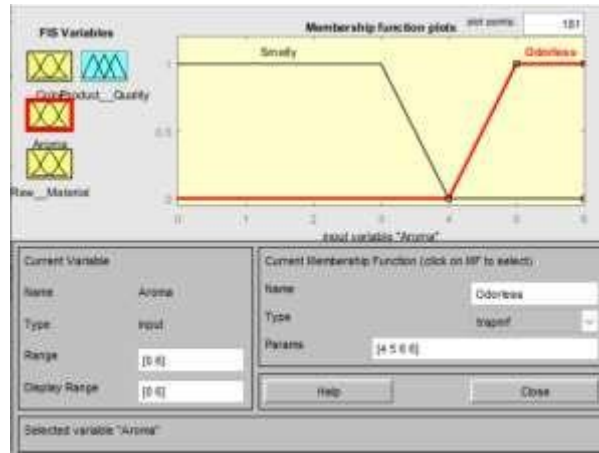 FIS Variables
Membership function plots
plot points:
181
Smelly
Odorless
Product__Quality
Aroma
Raw__Material
1
0.5
0
0 1 2 3 4 5 6
input variable "Aroma"
Current Variable
Name Aroma
Type input
Range [0 6]
Display Range [0 6]
Current Membership Function (click on MF to select)
Name Odorless
Type trapmf
Params [4 5 6 6]
Help
Close
Selected variable "Aroma"